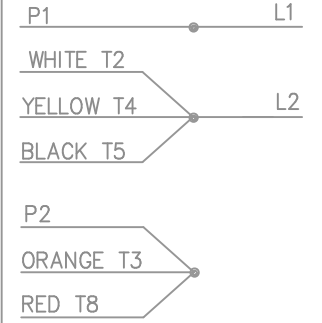 P1 L1
WHITE T2
YELLOW T4 L2
BLACK T5
P2
ORANGE T3
RED T8